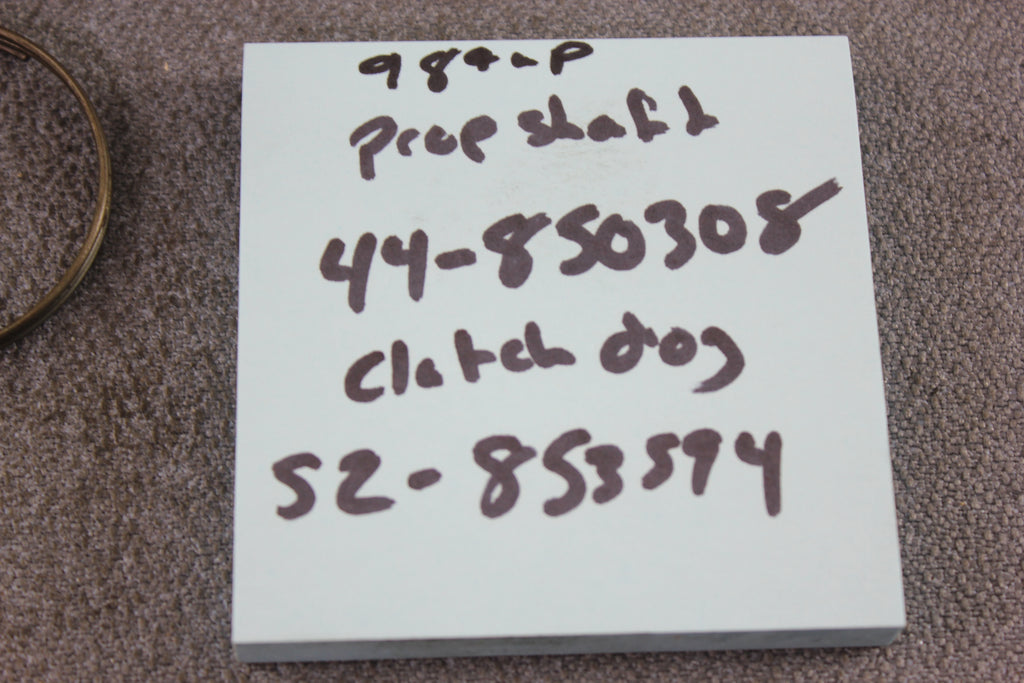 98 & up
prop shaft
44-850308
Clutch dog
52-853594